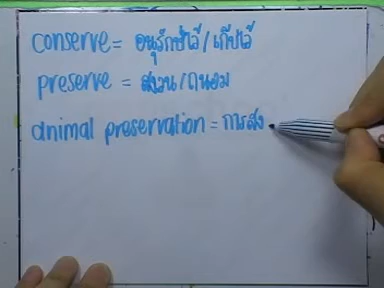 conserve = อนุรักษ์ไว้/เก็บไว้
preserve = สงวน/ถนอม
animal preservation = การสง